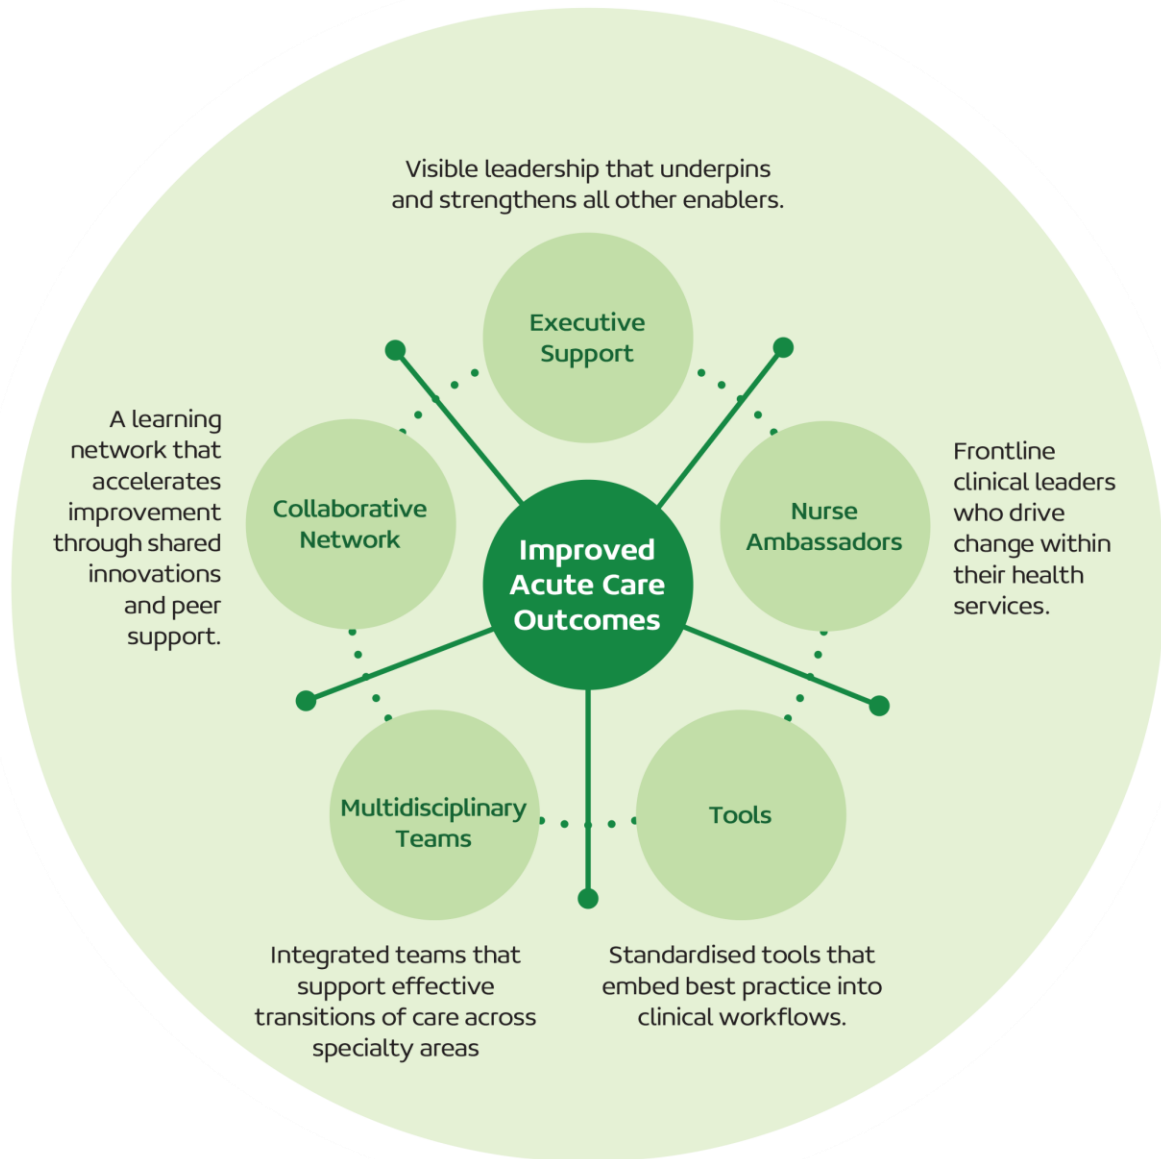 Visible leadership that underpins
and strengthens all other enablers.
Executive
Support
A learning
network that
accelerates
improvement
through shared
innovations
and peer
support.
Collaborative
Network
Improved
Acute Care
Outcomes
Nurse
Ambassadors
Frontline
clinical leaders
who drive
change within
their health
services.
Multidisciplinary
Teams
Tools
Integrated teams that
support effective
transitions of care across
specialty areas
Standardised tools that
embed best practice into
clinical workflows.